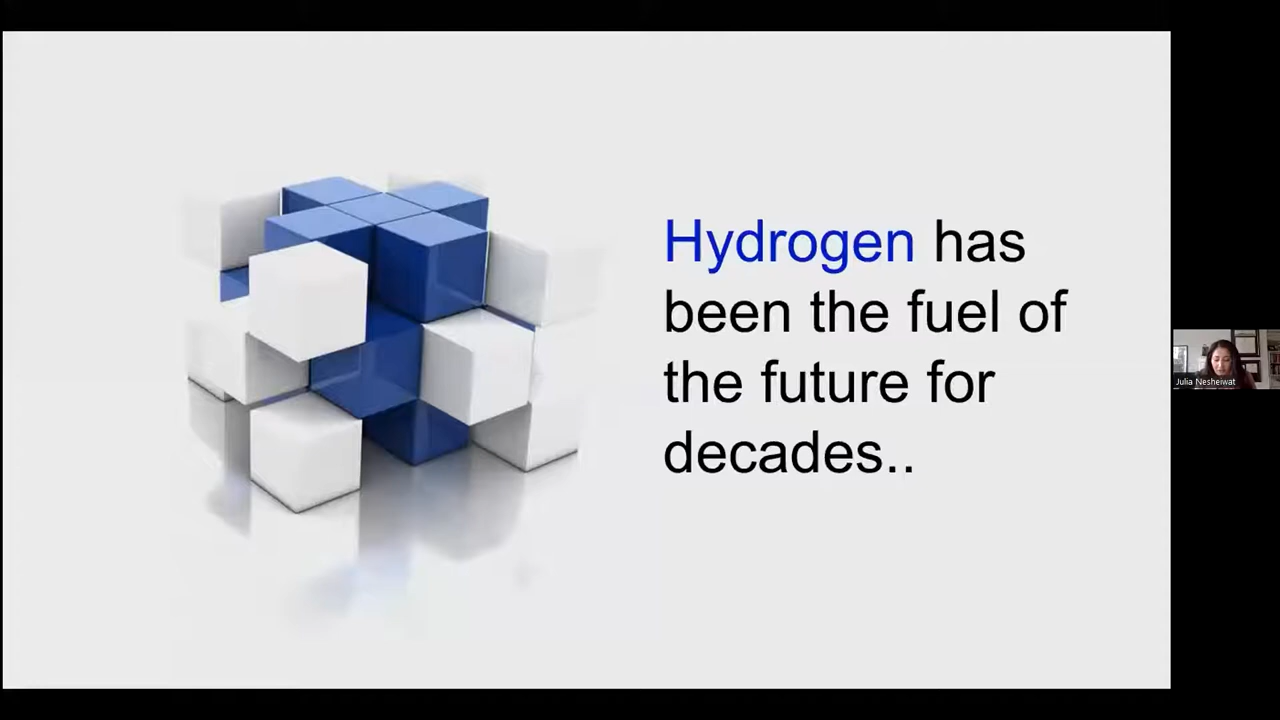 Hydrogen has
been the fuel of
the future for
decades..
Julia Nesheiwat